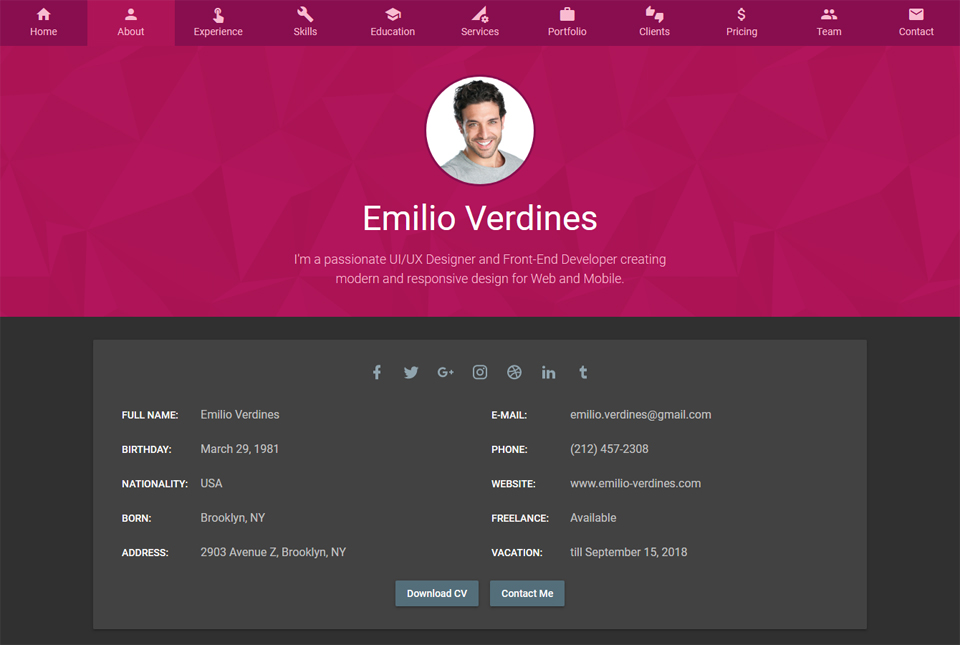 Home About Experience Skills Education Services Portfolio Clients Pricing Team Contact
Emilio Verdines
I'm a passionate UI/UX Designer and Front-End Developer creating
modern and responsive design for Web and Mobile.
FULL NAME: Emilio Verdines E-MAIL: emilio.verdines@gmail.com
BIRTHDAY: March 29, 1981 PHONE: (212) 457-2308
NATIONALITY: USA WEBSITE: www.emilio-verdines.com
BORN: Brooklyn, NY FREELANCE: Available
ADDRESS: 2903 Avenue Z, Brooklyn, NY VACATION: till September 15, 2018
Download CV Contact Me